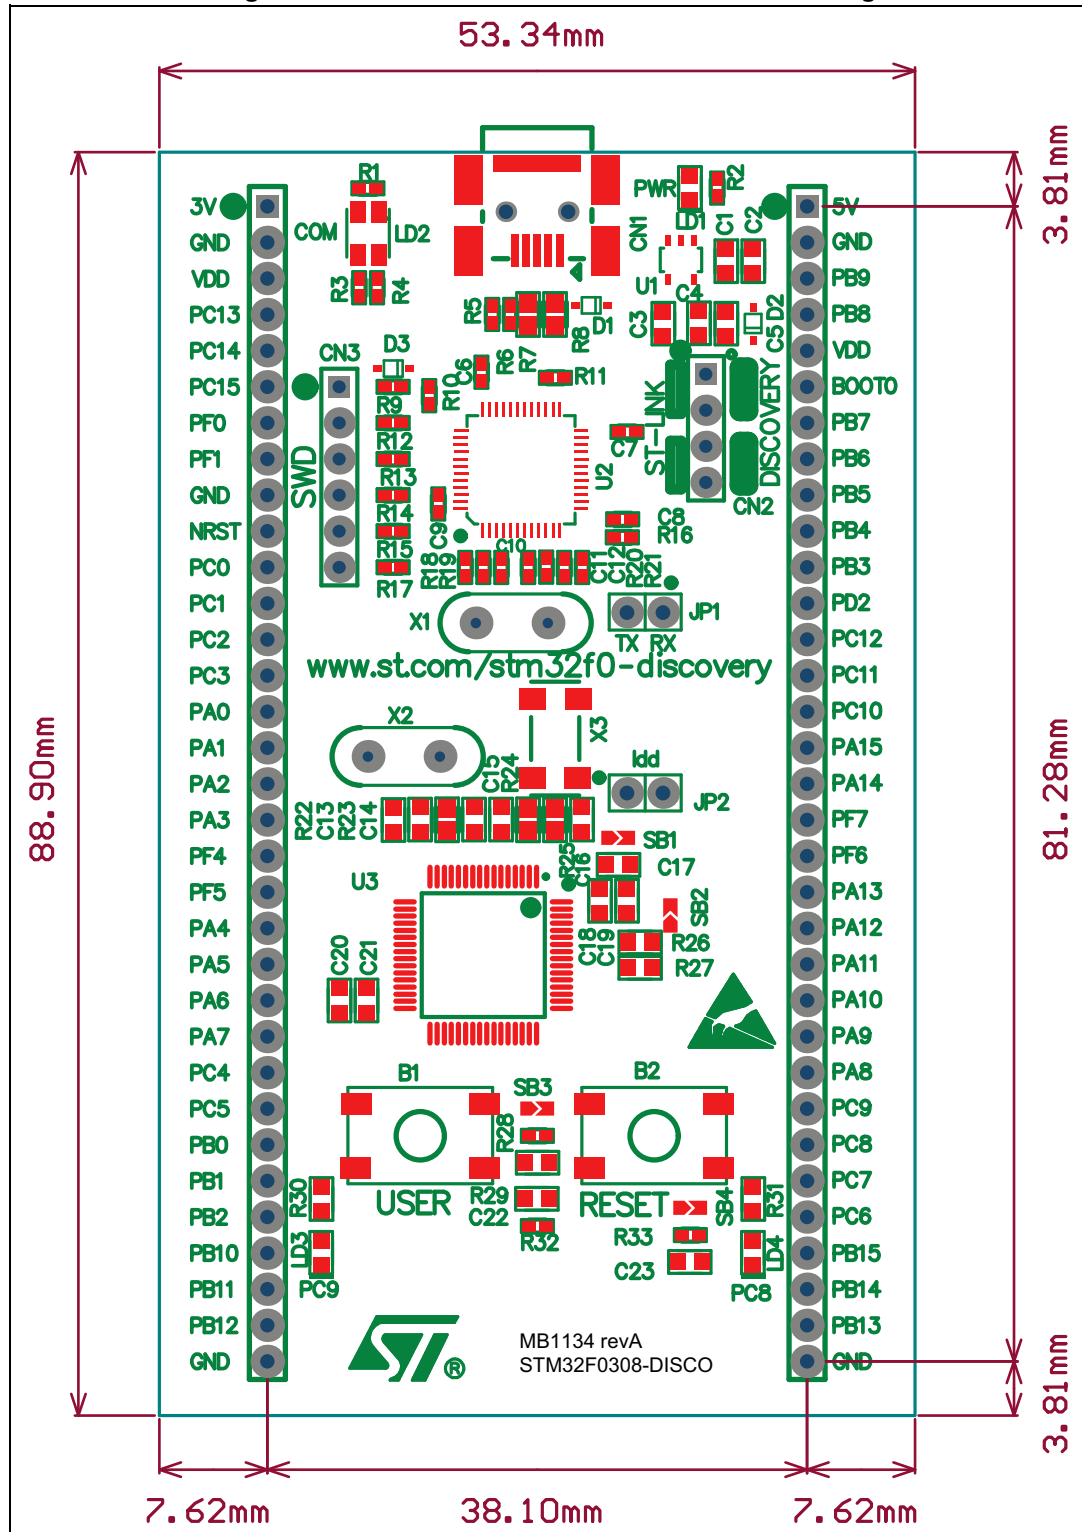 53.34mm
3.81mm
88.90mm
81.28mm
3.81mm
7.62mm
38.10mm
7.62mm
3V
GND
VDD
PC13
PC14
PC15
PF0
PF1
GND
NRST
PC0
PC1
PC2
PC3
PA0
PA1
PA2
PA3
PF4
PF5
PA4
PA5
PA6
PA7
PC4
PC5
PB0
PB1
PB2
PB10
PB11
PB12
GND
5V
GND
PB9
PB8
VDD
BOOT0
PB7
PB6
PB5
PB4
PB3
PD2
PC12
PC11
PC10
PA15
PA14
PF7
PF6
PA13
PA12
PA11
PA10
PA9
PA8
PC9
PC8
PC7
PC6
PB15
PB14
PB13
GND
R1
COM
LD2
R3
R4
PWR
R2
LD1
CN1
C1
C2
U1
C4
C3
C5
D2
R5
R6
R7
R8
D1
D3
CN3
C6
R9
R10
R11
R12
R13
R14
R15
R17
SWD
C7
U2
ST-LINK
DISCOVERY
CN2
C8
R16
C9
C10
R18
R19
C11
C12
R20
R21
X1
JP1
TX
RX
www.st.com/stm32f0-discovery
X2
X3
Idd
JP2
C15
R24
R22
C13
R23
C14
SB1
R25
C16
C17
U3
SB2
C18
C19
R26
R27
C20
C21
B1
SB3
B2
R28
USER
R29
C22
R32
RESET
SB4
R33
C23
R30
LD3
PC9
R31
LD4
PC8
ST
®
MB1134 revA
STM32F0308-DISCO